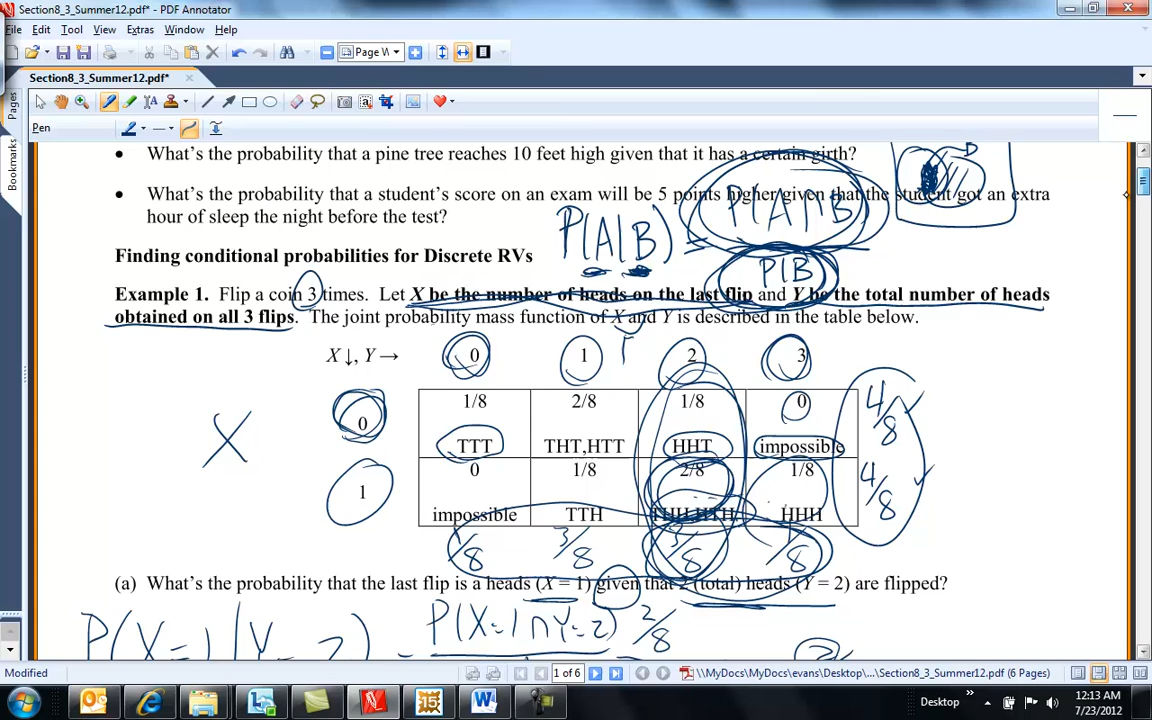 Section8_3_Summer12.pdf* - PDF Annotator
File Edit Tool View Extras Window Help
Page W
Section8_3_Summer12.pdf*
Pen
Pages
Bookmarks
• What's the probability that a pine tree reaches 10 feet high given that it has a certain girth?
B
• What's the probability that a student's score on an exam will be 5 points higher given that the student got an extra
hour of sleep the night before the test?
P(A|B) = P(A∩B)
P(B)
Finding conditional probabilities for Discrete RVs
Example 1. Flip a coin 3 times. Let X be the number of heads on the last flip and Y be the total number of heads
obtained on all 3 flips. The joint probability mass function of X and Y is described in the table below.
X↓, Y→ 0 1 2 3
X
0 1/8 2/8 1/8 0 4/8
TTT THT,HTT HHT impossible
1 0 1/8 2/8 1/8 4/8
impossible TTH THH,HTH HHH
1/8 3/8 3/8 1/8
(a) What's the probability that the last flip is a heads (X = 1) given that 2 (total) heads (Y = 2) are flipped?
P(X=1|Y=2) = P(X=1∩Y=2) 2/8
Modified
1 of 6
\\MyDocs\MyDocs\evans\Desktop\...\Section8_3_Summer12.pdf (6 Pages)
Desktop
12:13 AM
7/23/2012